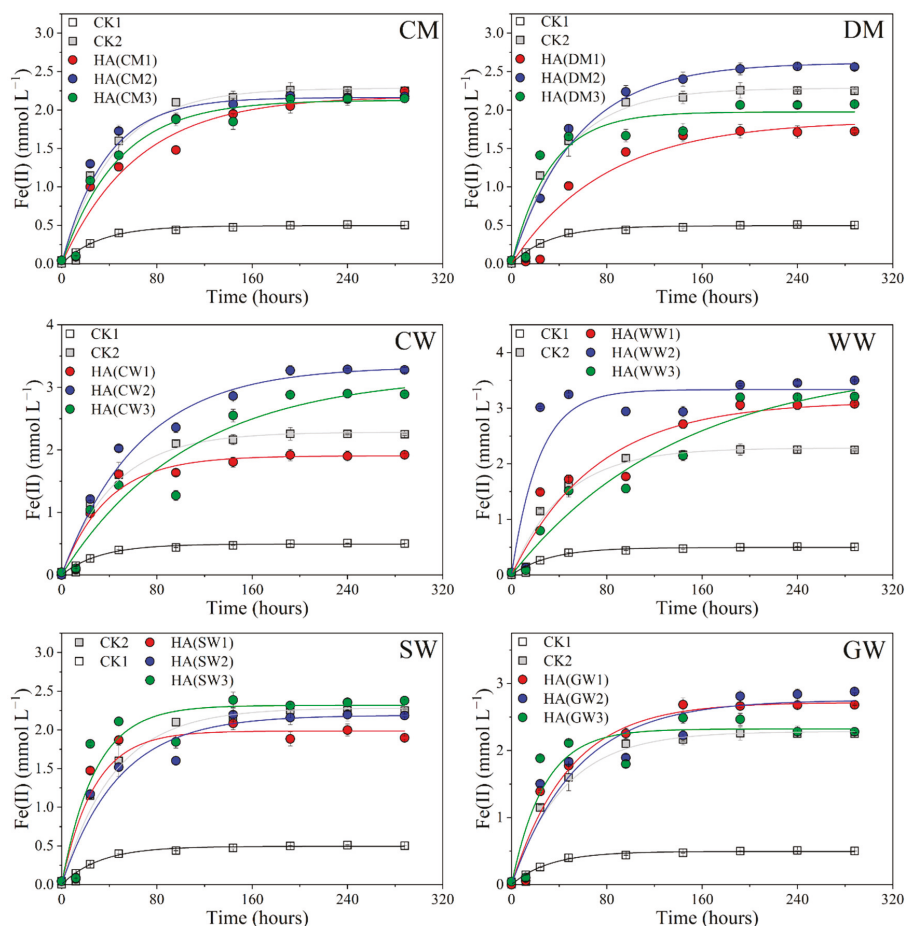 CM
CK1
CK2
HA(CM1)
HA(CM2)
HA(CM3)
Fe(II) (mmol L⁻¹)
3.0
2.5
2.0
1.5
1.0
0.5
0.0
0 80 160 240 320
Time (hours)
DM
CK1
CK2
HA(DM1)
HA(DM2)
HA(DM3)
Fe(II) (mmol L⁻¹)
3.0
2.5
2.0
1.5
1.0
0.5
0.0
0 80 160 240 320
Time (hours)
CW
CK1
CK2
HA(CW1)
HA(CW2)
HA(CW3)
Fe(II) (mmol L⁻¹)
4
3
2
1
0
0 80 160 240 320
Time (hours)
WW
CK1 HA(WW1)
CK2 HA(WW2)
HA(WW3)
Fe(II) (mmol L⁻¹)
4
3
2
1
0
0 80 160 240 320
Time (hours)
SW
CK2 HA(SW1)
CK1 HA(SW2)
HA(SW3)
Fe(II) (mmol L⁻¹)
3.0
2.5
2.0
1.5
1.0
0.5
0.0
0 80 160 240 320
Time (hours)
GW
CK1
CK2
HA(GW1)
HA(GW2)
HA(GW3)
Fe(II) (mmol L⁻¹)
3
2
1
0
0 80 160 240 320
Time (hours)